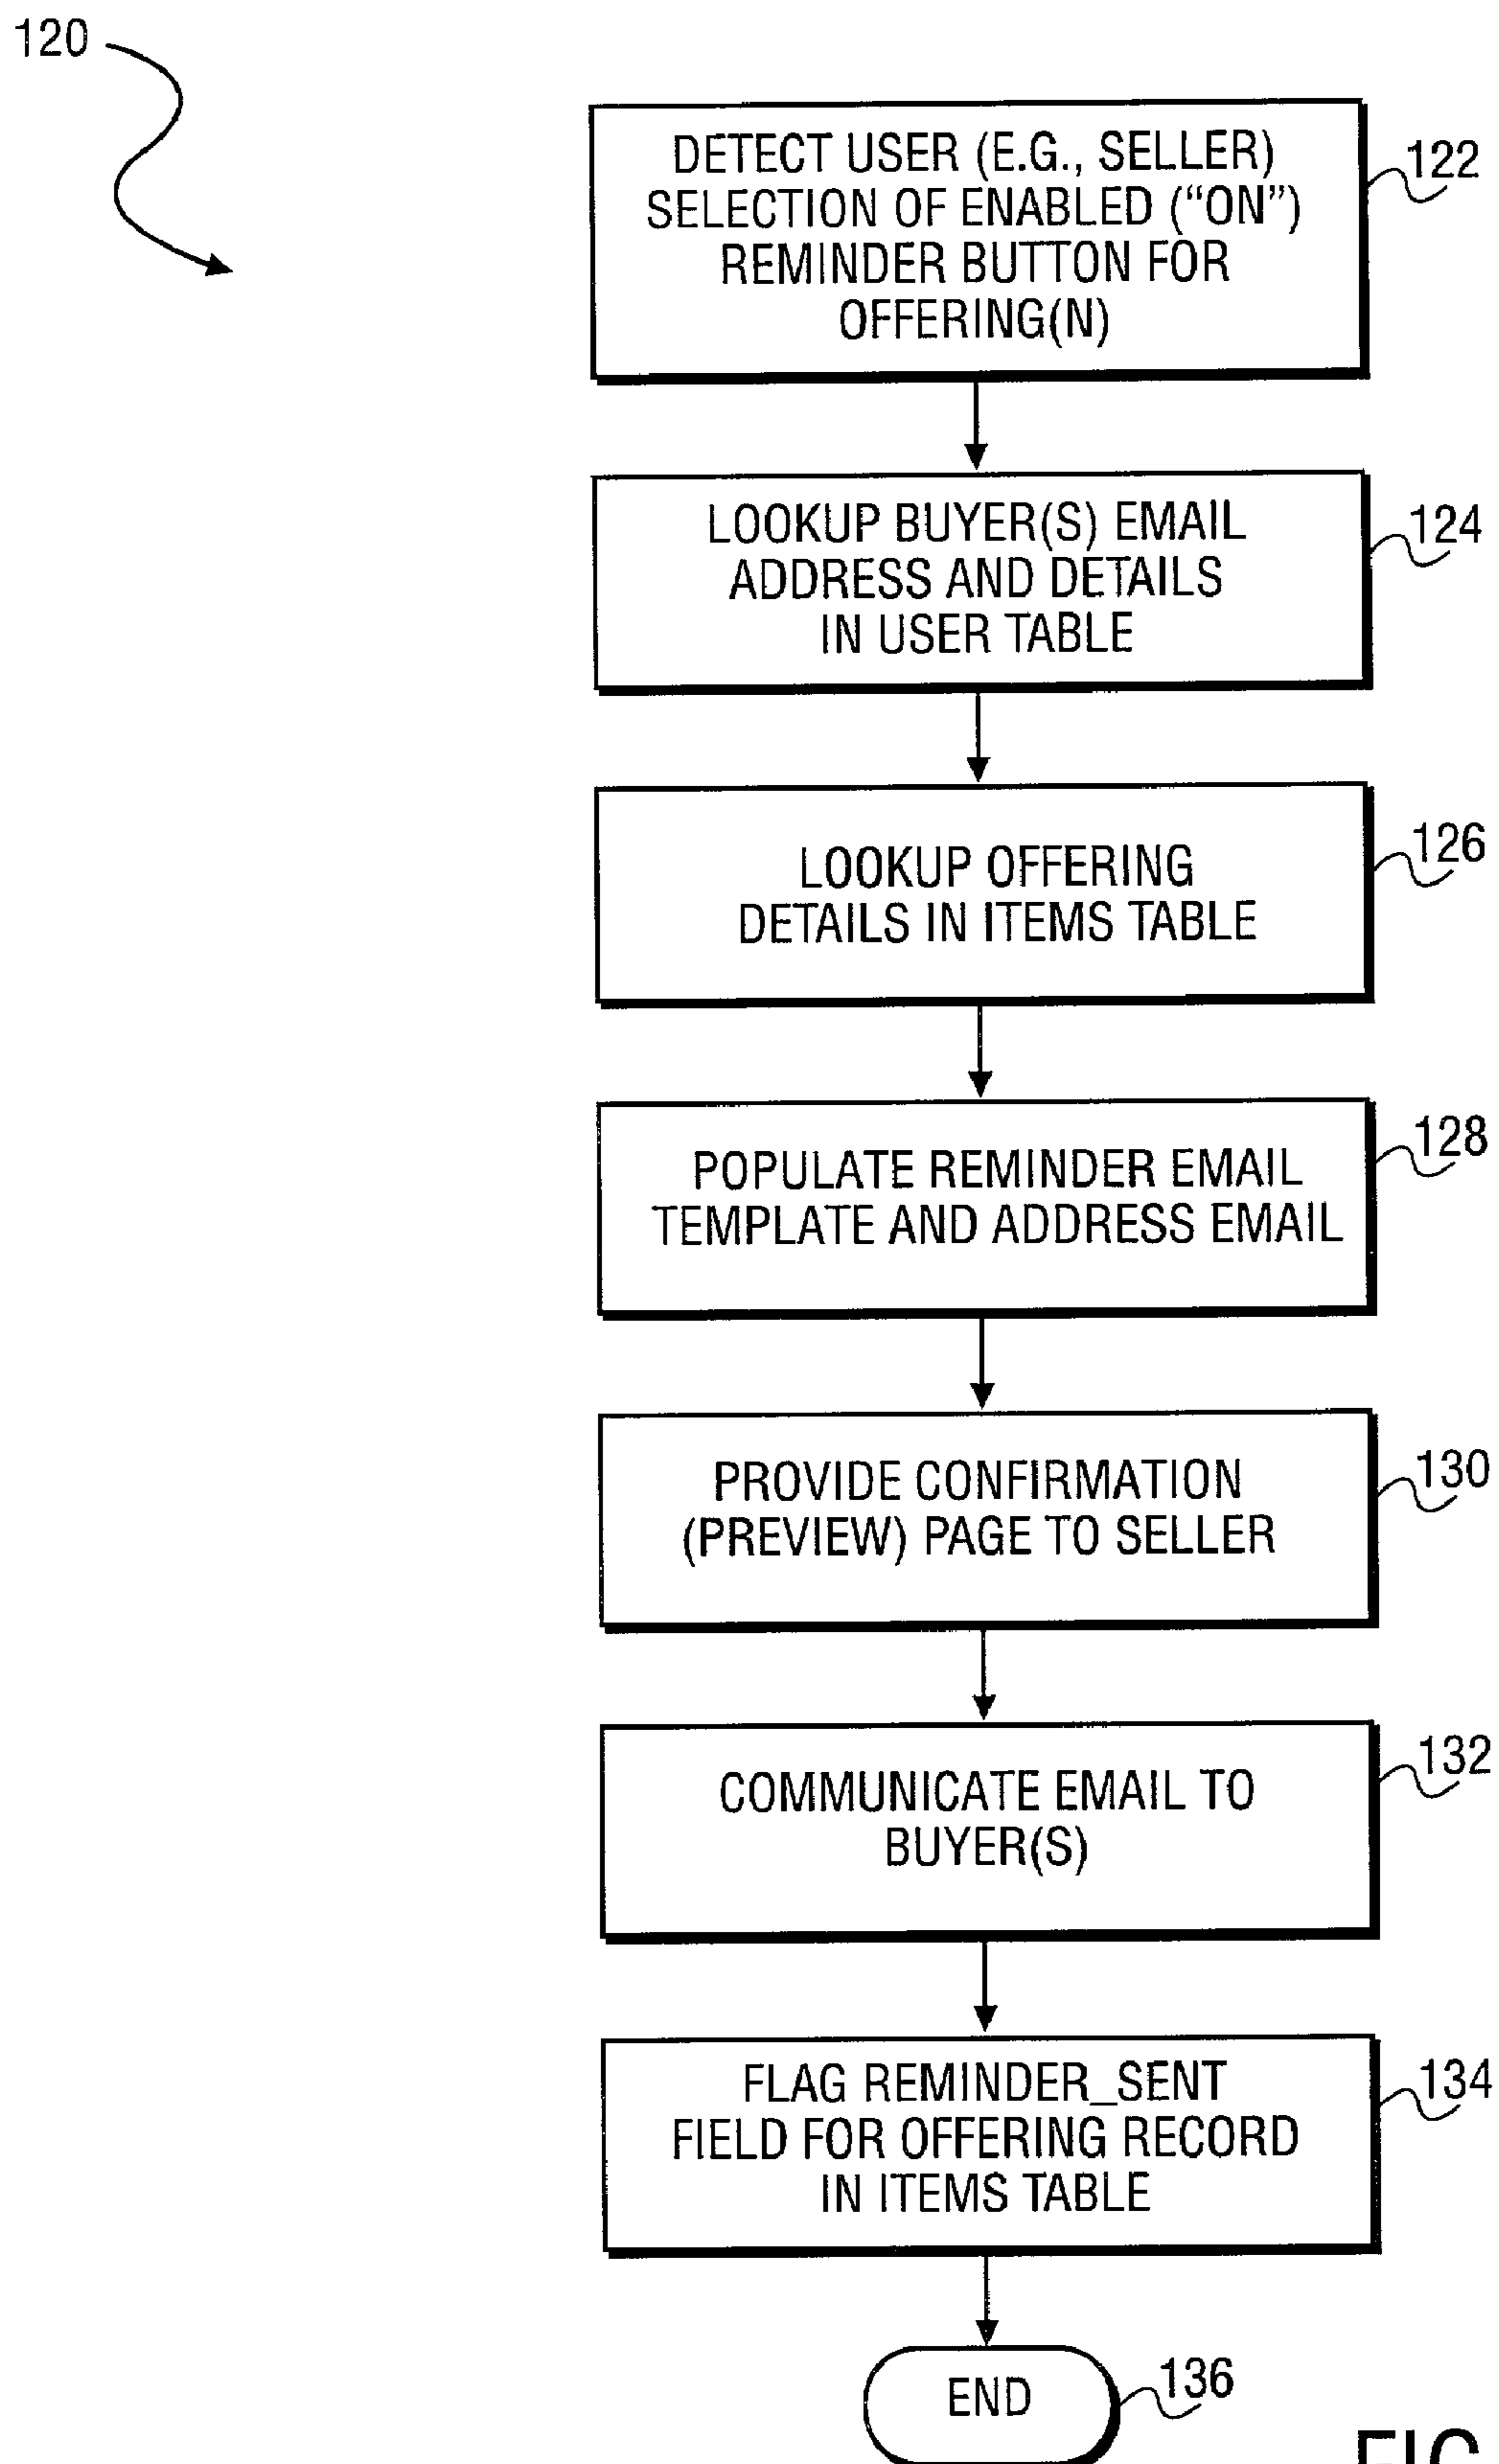 120
DETECT USER (E.G., SELLER)
SELECTION OF ENABLED (“ON”)
REMINDER BUTTON FOR
OFFERING(N)
122
LOOKUP BUYER(S) EMAIL
ADDRESS AND DETAILS
IN USER TABLE
124
LOOKUP OFFERING
DETAILS IN ITEMS TABLE
126
POPULATE REMINDER EMAIL
TEMPLATE AND ADDRESS EMAIL
128
PROVIDE CONFIRMATION
(PREVIEW) PAGE TO SELLER
130
COMMUNICATE EMAIL TO
BUYER(S)
132
FLAG REMINDER_SENT
FIELD FOR OFFERING RECORD
IN ITEMS TABLE
134
END
136